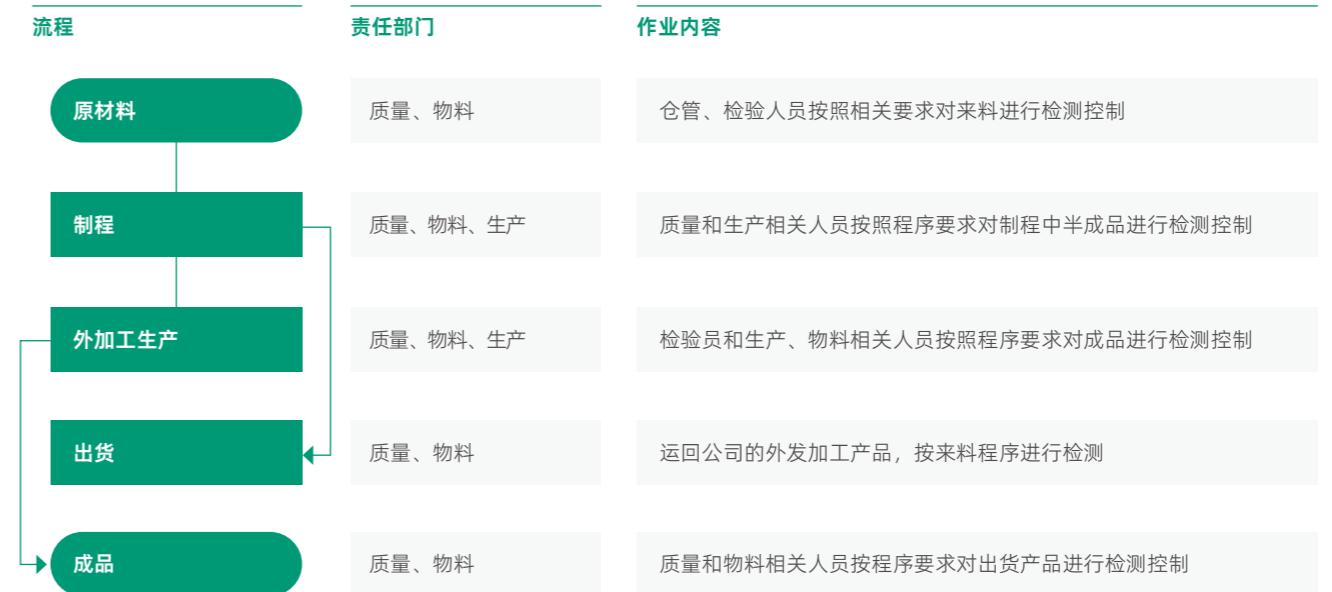 流程 责任部门 作业内容
原材料 质量、物料 仓管、检验人员按照相关要求对来料进行检测控制
制程 质量、物料、生产 质量和生产相关人员按照程序要求对制程中半成品进行检测控制
外加工生产 质量、物料、生产 检验员和生产、物料相关人员按照程序要求对成品进行检测控制
出货 质量、物料 运回公司的外发加工产品，按来料程序进行检测
成品 质量、物料 质量和物料相关人员按程序要求对出货产品进行检测控制